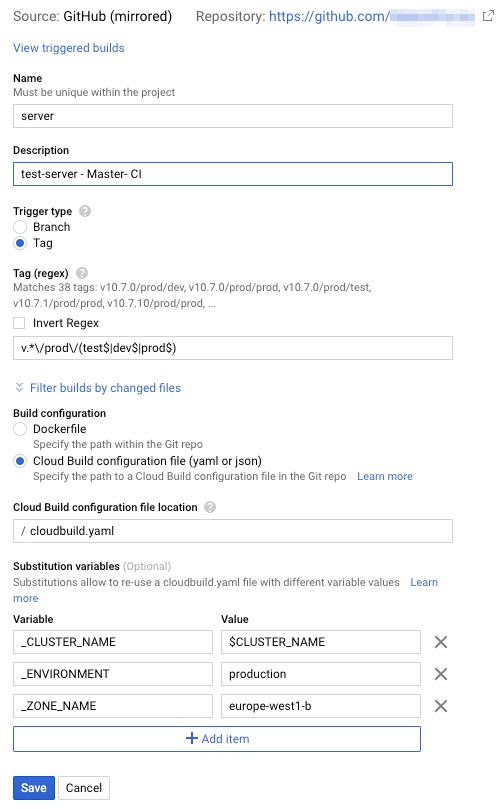 Source: GitHub (mirrored) Repository: https://github.com/
View triggered builds
Name
Must be unique within the project
server
Description
test-server - Master- CI
Trigger type
Branch
Tag
Tag (regex)
Matches 38 tags: v10.7.0/prod/dev, v10.7.0/prod/prod, v10.7.0/prod/test,
v10.7.1/prod/prod, v10.7.10/prod/prod, ...
Invert Regex
v.*\/prod\/(test$|dev$|prod$)
Filter builds by changed files
Build configuration
Dockerfile
Specify the path within the Git repo
Cloud Build configuration file (yaml or json)
Specify the path to a Cloud Build configuration file in the Git repo Learn more
Cloud Build configuration file location
/ cloudbuild.yaml
Substitution variables (Optional)
Substitutions allow to re-use a cloudbuild.yaml file with different variable values Learn
more
Variable Value
_CLUSTER_NAME $CLUSTER_NAME
_ENVIRONMENT production
_ZONE_NAME europe-west1-b
+ Add item
Save Cancel